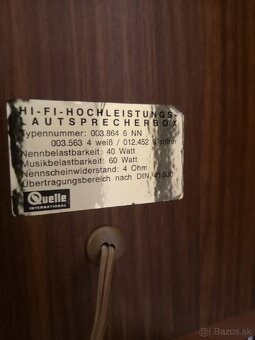 HI-FI-HOCHLEISTUNGS-
LAUTSPRECHERBOX
Typennummer: 003.864 6 NN
003.563 4 weiß / 012.452 9 silber
Nennbelastbarkeit: 40 Watt
Musikbelastbarkeit: 60 Watt
Nennscheinwiderstand: 4 Ohm
Übertragungsbereich nach DIN 45 500
Quelle
INTERNATIONAL
bazos.sk